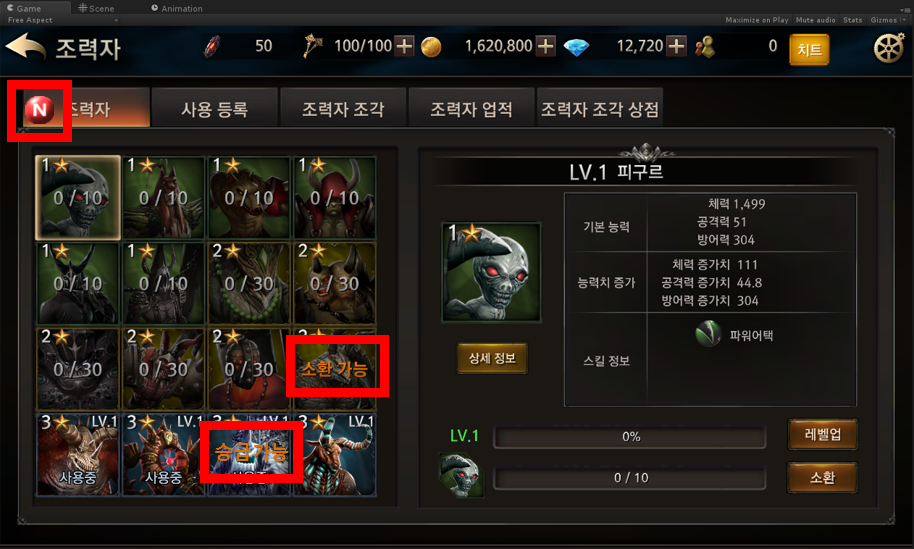 Game
Scene
Animation
Free Aspect
Maximize on Play
Mute audio
Stats
Gizmos
조력자
50
100/100
1,620,800
12,720
0
치트
N
조력자
사용 등록
조력자 조각
조력자 업적
조력자 조각 상점
1 0 / 10
1 0 / 10
2 0 / 10
1 0 / 10
1 0 / 10
1 0 / 10
2 0 / 30
2 0 / 30
2 0 / 30
2 0 / 30
2 0 / 30
소환 가능
3 LV.1 사용중
3 LV.1 사용중
LV.1 승급가능 사용중
3 LV.1
LV.1 피구르
1
기본 능력
체력 1,499
공격력 51
방어력 304
능력치 증가
체력 증가치 111
공격력 증가치 44.8
방어력 증가치 304
스킬 정보
파워어택
상세 정보
LV.1
0%
레벨업
0 / 10
소환